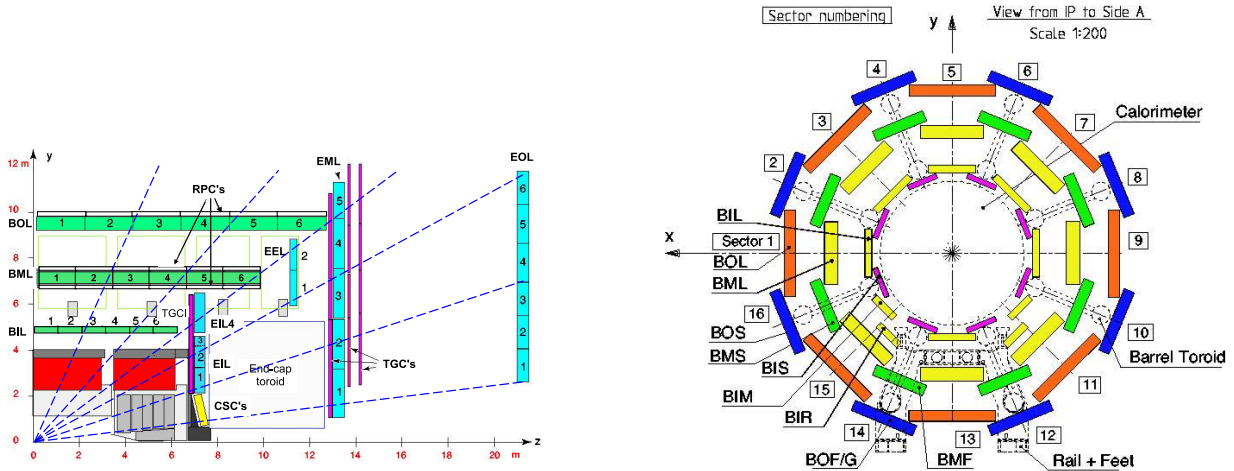 y
12 m
EML
EOL
RPC's
6
5
10
BOL
1 2 3 4 5 6
5
EEL
2
4
8
4
BML
1 2 3 4 5 6
1
3
6
TGCI
3
EIL4
2
BIL
1 2 3 4 5 6
3
2
4
EIL
2
1
End-cap
toroid
TGC's
1
2
CSC's
1
0
z
0 2 4 6 8 10 12 14 16 18 20 m
Sector numbering
y
View from IP to Side A
Scale 1:200
4
5
6
3
7
Calorimeter
2
8
BIL
x
Sector 1
9
BOL
BML
16
10
BOS
BMS
Barrel Toroid
BIS
15
BIM
11
BIR
14
13
12
BOF/G
BMF
Rail + Feet